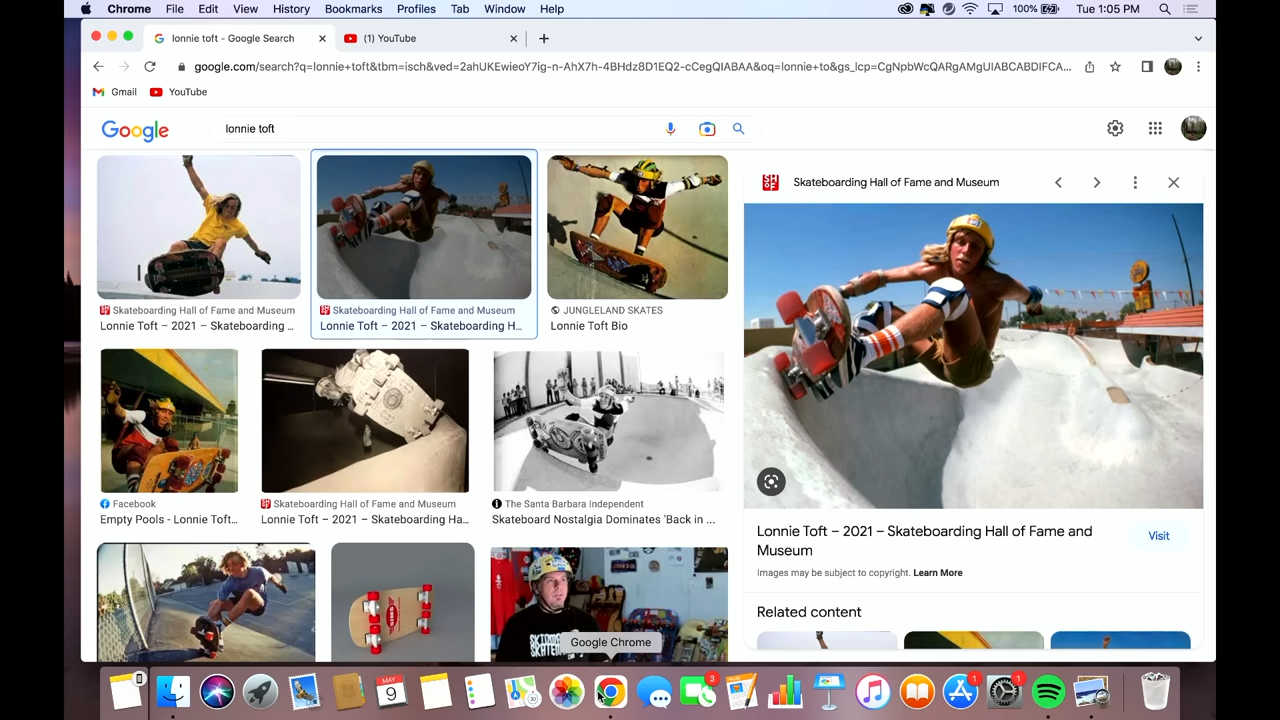 Chrome File Edit View History Bookmarks Profiles Tab Window Help 100% Tue 1:05 PM
lonnie toft - Google Search (1) YouTube
google.com/search?q=lonnie+toft&tbm=isch&ved=2ahUKEwieoY7ig-n-AhX7h-4BHdz8D1EQ2-cCegQIABAA&oq=lonnie+to&gs_lcp=CgNpbWcQARgAMgUIABCABDIFCA...
Gmail YouTube
Google lonnie toft
Skateboarding Hall of Fame and Museum
Skateboarding Hall of Fame and Museum Skateboarding Hall of Fame and Museum JUNGLELAND SKATES
Lonnie Toft – 2021 – Skateboarding ... Lonnie Toft – 2021 – Skateboarding H... Lonnie Toft Bio
Facebook Skateboarding Hall of Fame and Museum The Santa Barbara Independent
Empty Pools - Lonnie Toft... Lonnie Toft – 2021 – Skateboarding Ha... Skateboard Nostalgia Dominates 'Back in ...
Lonnie Toft – 2021 – Skateboarding Hall of Fame and
Museum
Visit
Images may be subject to copyright. Learn More
Related content
Google Chrome
MAY
9
3
1
1